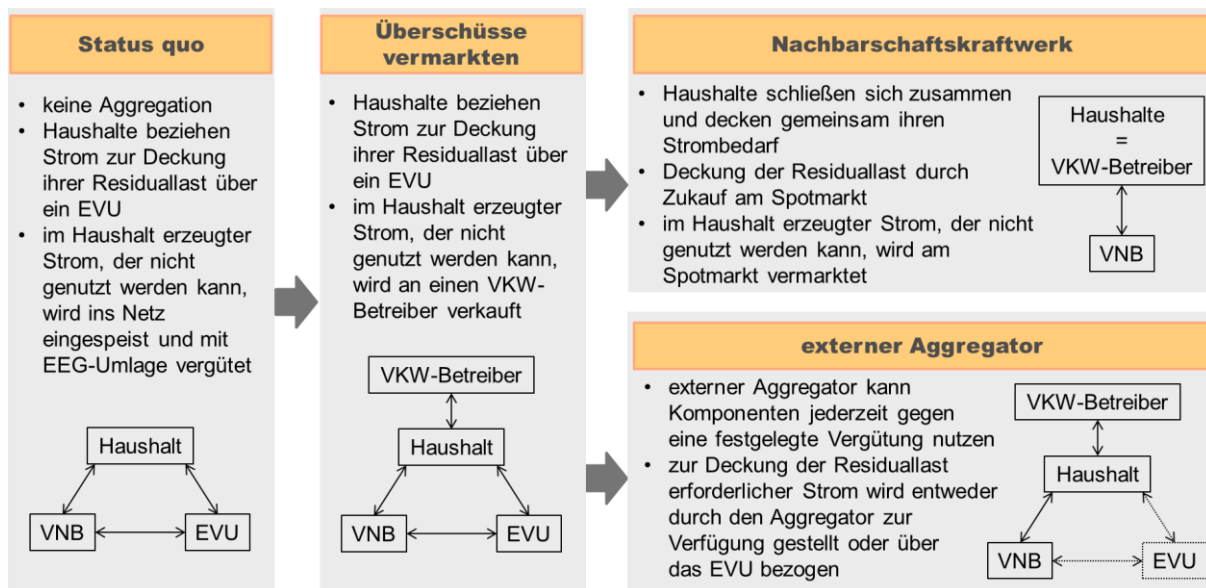 Status quo
• keine Aggregation
• Haushalte beziehen
Strom zur Deckung
ihrer Residuallast über
ein EVU
• im Haushalt erzeugter
Strom, der nicht
genutzt werden kann,
wird ins Netz
eingespeist und mit
EEG-Umlage vergütet
Haushalt
VNB
EVU
Überschüsse
vermarkten
• Haushalte beziehen
Strom zur Deckung
ihrer Residuallast über
ein EVU
• im Haushalt erzeugter
Strom, der nicht
genutzt werden kann,
wird an einen VKW-
Betreiber verkauft
VKW-Betreiber
Haushalt
VNB
EVU
Nachbarschaftskraftwerk
• Haushalte schließen sich zusammen
und decken gemeinsam ihren
Strombedarf
• Deckung der Residuallast durch
Zukauf am Spotmarkt
• im Haushalt erzeugter Strom, der nicht
genutzt werden kann, wird am
Spotmarkt vermarktet
Haushalte
=
VKW-Betreiber
VNB
externer Aggregator
• externer Aggregator kann
Komponenten jederzeit gegen
eine festgelegte Vergütung nutzen
• zur Deckung der Residuallast
erforderlicher Strom wird entweder
durch den Aggregator zur
Verfügung gestellt oder über
das EVU bezogen
VKW-Betreiber
Haushalt
VNB
EVU